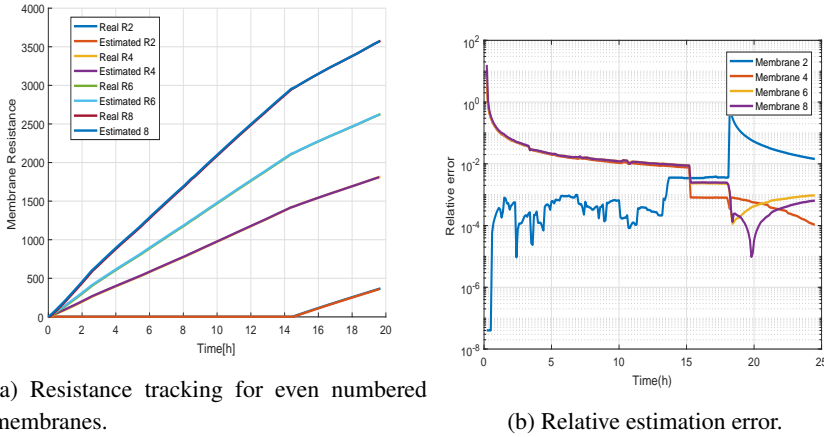 4000
3500
3000
2500
2000
1500
1000
500
0
Membrane Resistance
Real R2
Estimated R2
Real R4
Estimated R4
Real R6
Estimated R6
Real R8
Estimated 8
0 2 4 6 8 10 12 14 16 18 20
Time[h]
a) Resistance tracking for even numbered
membranes.
10^2
10^0
10^-2
10^-4
10^-6
10^-8
Relative error
Membrane 2
Membrane 4
Membrane 6
Membrane 8
0 5 10 15 20 25
Time(h)
(b) Relative estimation error.